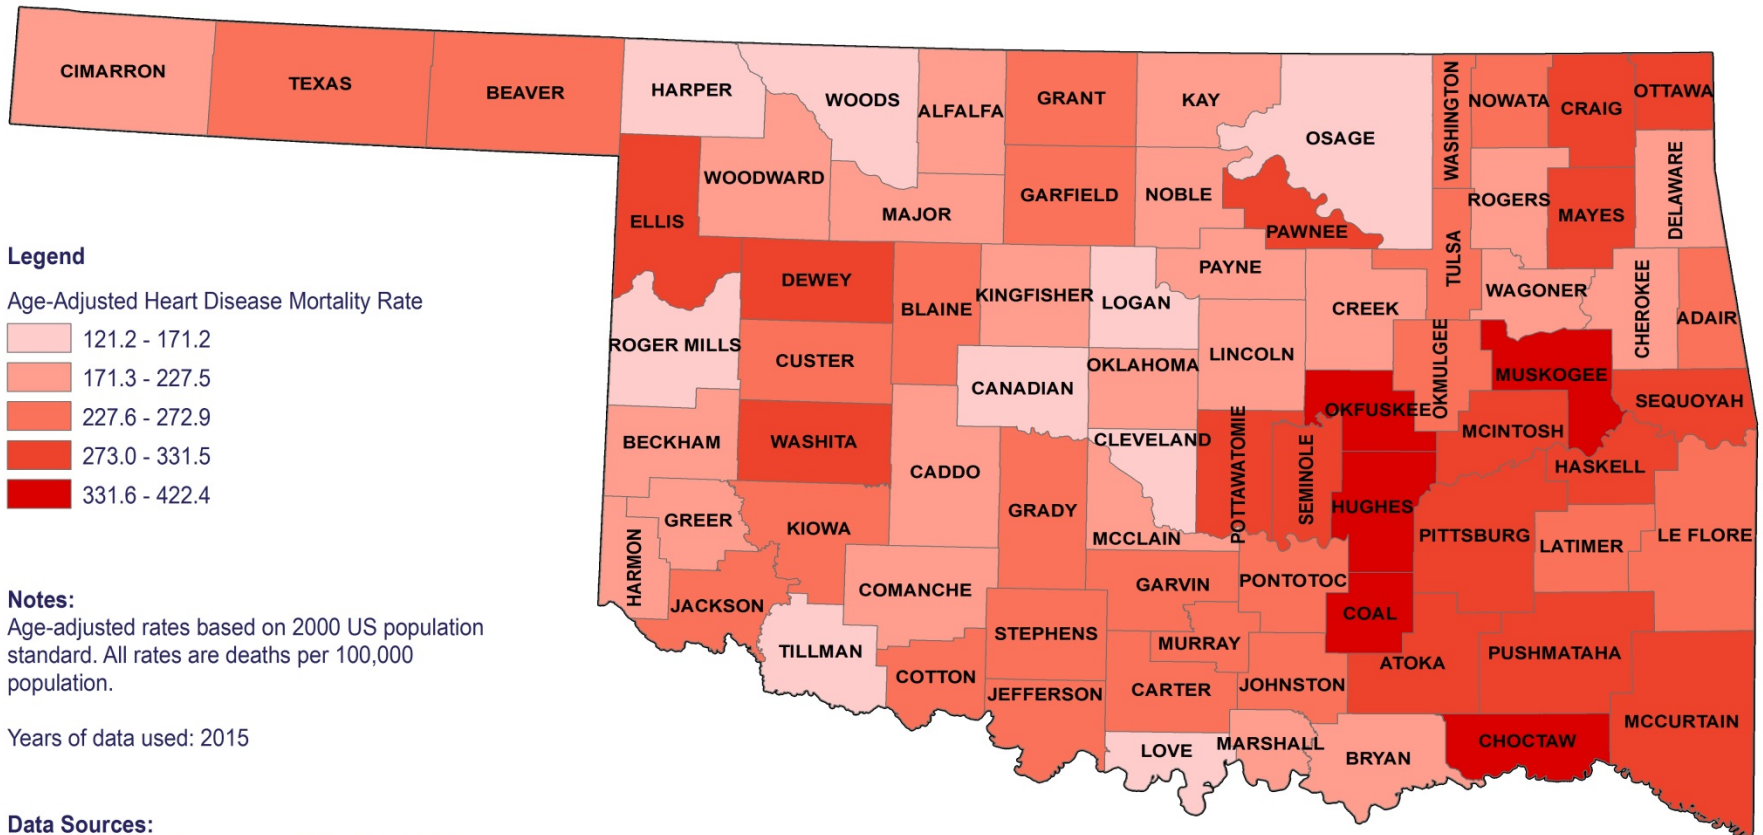 CIMARRON
TEXAS
BEAVER
HARPER
WOODS
ALFALFA
GRANT
KAY
OSAGE
WASHINGTON
NOWATA
CRAIG
OTTAWA
WOODWARD
ELLIS
MAJOR
GARFIELD
NOBLE
PAWNEE
ROGERS
MAYES
DELAWARE
DEWEY
BLAINE
KINGFISHER
LOGAN
PAYNE
CREEK
TULSA
WAGONER
CHEROKEE
ADAIR
ROGER MILLS
CUSTER
CANADIAN
OKLAHOMA
LINCOLN
OKMULGEE
MUSKOGEE
OKFUSKEE
SEQUOYAH
BECKHAM
WASHITA
CADDO
CLEVELAND
POTTAWATOMIE
SEMINOLE
MCINTOSH
HASKELL
HARMON
GREER
KIOWA
GRADY
MCCLAIN
HUGHES
PITTSBURG
LATIMER
LE FLORE
JACKSON
COMANCHE
GARVIN
PONTOTOC
COAL
TILLMAN
STEPHENS
MURRAY
ATOKA
PUSHMATAHA
COTTON
JEFFERSON
CARTER
JOHNSTON
MCCURTAIN
LOVE
MARSHALL
BRYAN
CHOCTAW
Legend
Age-Adjusted Heart Disease Mortality Rate
121.2 - 171.2
171.3 - 227.5
227.6 - 272.9
273.0 - 331.5
331.6 - 422.4
Notes:
Age-adjusted rates based on 2000 US population
standard. All rates are deaths per 100,000
population.
Years of data used: 2015
Data Sources: